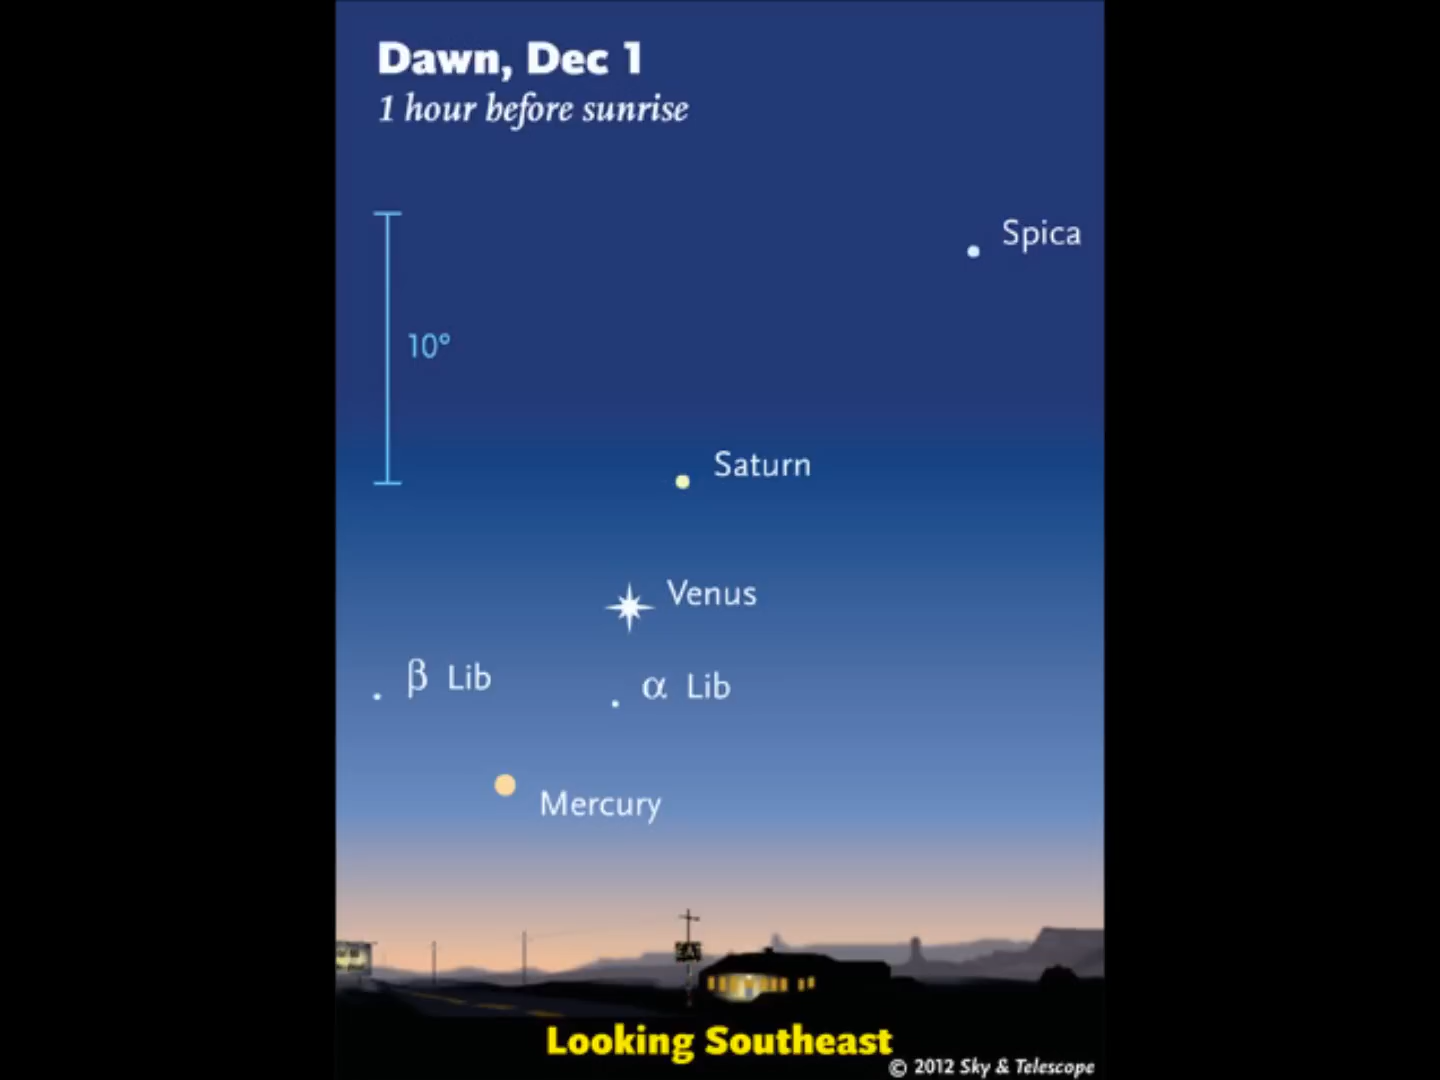 Dawn, Dec 1
1 hour before sunrise
Spica
10°
Saturn
Venus
β Lib
α Lib
Mercury
EAT
Looking Southeast
© 2012 Sky & Telescope